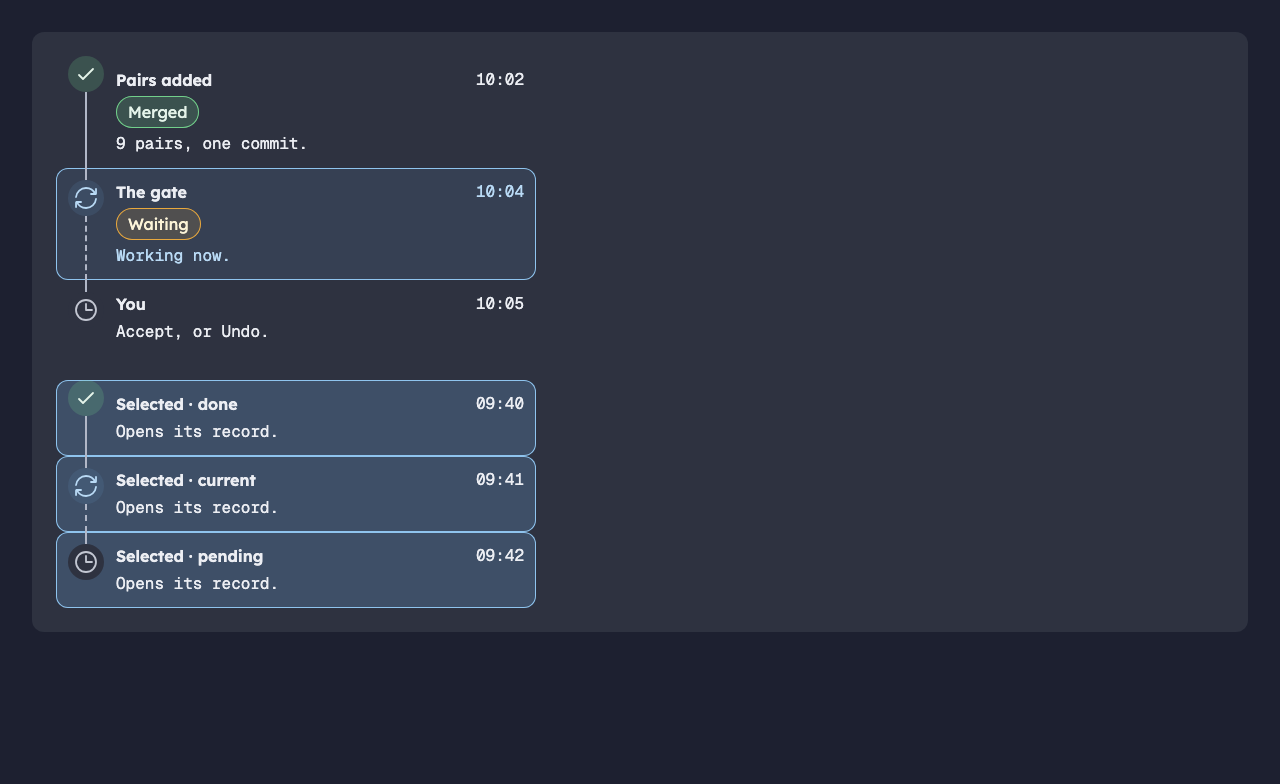 Pairs added 10:02
Merged
9 pairs, one commit.
The gate 10:04
Waiting
Working now.
You 10:05
Accept, or Undo.
Selected · done 09:40
Opens its record.
Selected · current 09:41
Opens its record.
Selected · pending 09:42
Opens its record.